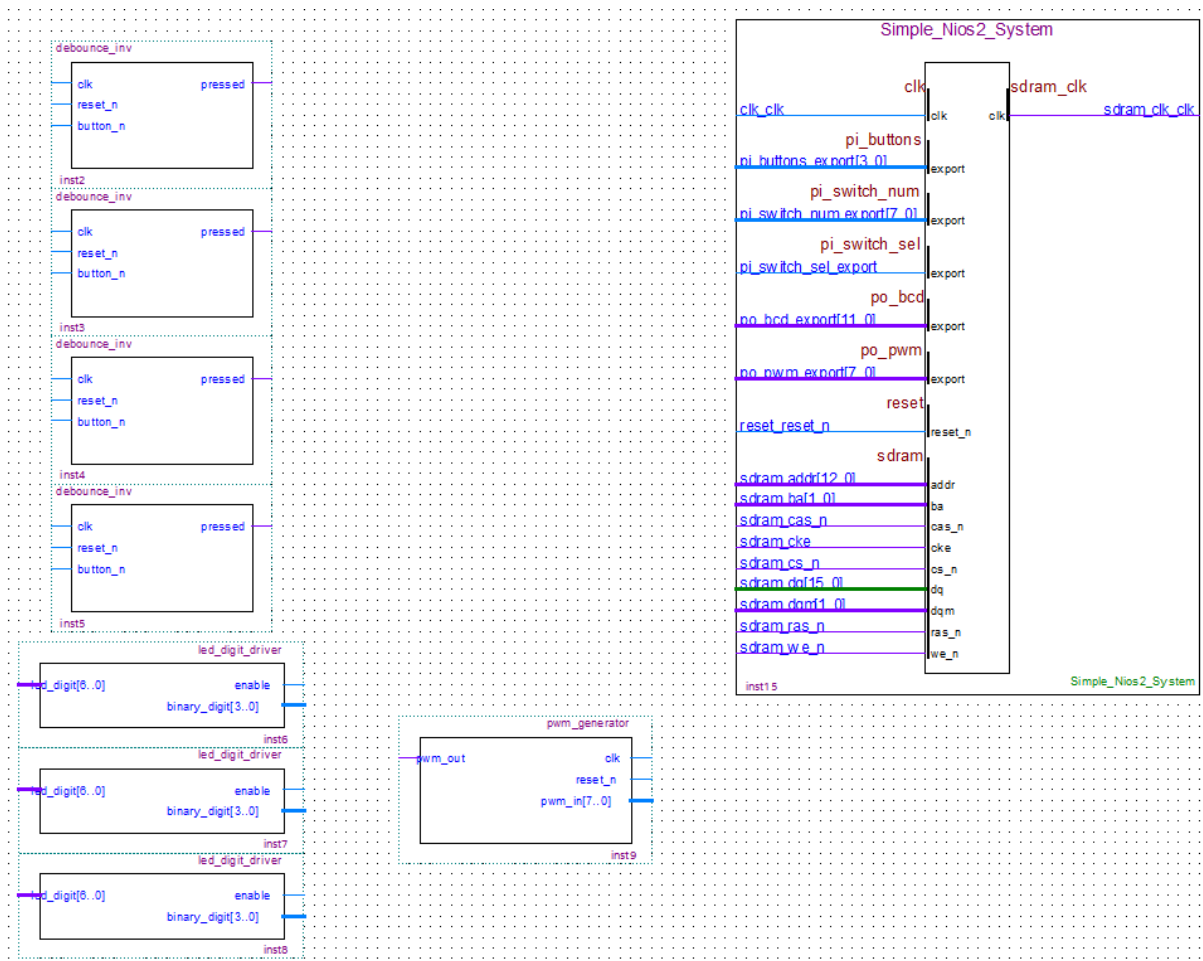 debounce_inv
clk pressed
reset_n
button_n
inst2
debounce_inv
clk pressed
reset_n
button_n
inst3
debounce_inv
clk pressed
reset_n
button_n
inst4
debounce_inv
clk pressed
reset_n
button_n
inst5
led_digit_driver
led_digit[6..0] enable
binary_digit[3..0]
inst6
led_digit_driver
led_digit[6..0] enable
binary_digit[3..0]
inst7
led_digit_driver
led_digit[6..0] enable
binary_digit[3..0]
inst8
pwm_generator
pwm_out clk
reset_n
pwm_in[7..0]
inst9
Simple_Nios2_System
clk sdram_clk
clk_clk clk clk sdram_clk_clk
pi_buttons
pi_buttons_export[3..0] export
pi_switch_num
pi_switch_num_export[7..0] export
pi_switch_sel
pi_switch_sel_export export
po_bcd
po_bcd_export[11..0] export
po_pwm
po_pwm_export[7..0] export
reset
reset_reset_n reset_n
sdram
sdram_addr[12..0] addr
sdram_ba[1..0] ba
sdram_cas_n cas_n
sdram_cke cke
sdram_cs_n cs_n
sdram_dq[15..0] dq
sdram_dqm[1..0] dqm
sdram_ras_n ras_n
sdram_we_n we_n
inst15 Simple_Nios2_System